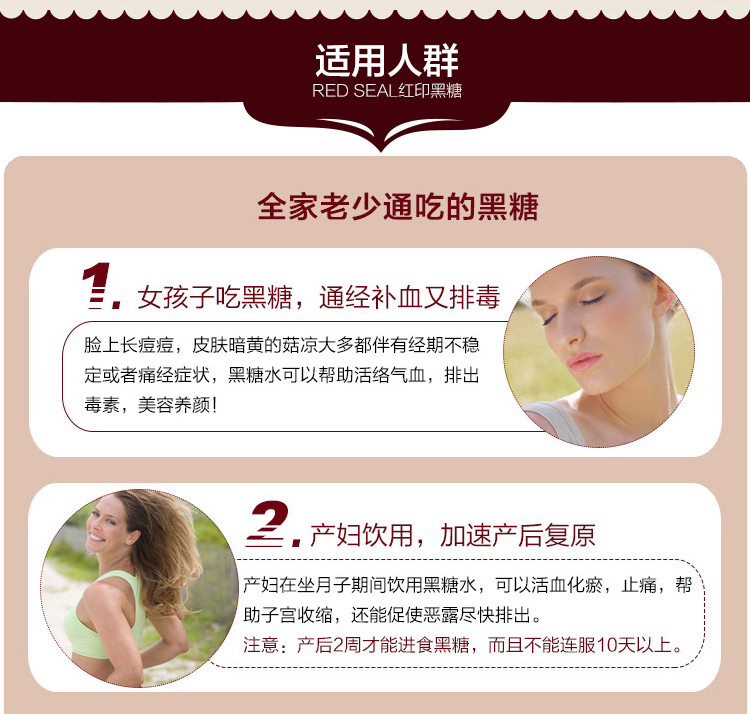 适用人群
RED SEAL红印黑糖
全家老少通吃的黑糖
1. 女孩子吃黑糖，通经补血又排毒
脸上长痘痘，皮肤暗黄的菇凉大多都伴有经期不稳
定或者痛经症状，黑糖水可以帮助活络气血，排出
毒素，美容养颜！
2. 产妇饮用，加速产后复原
产妇在坐月子期间饮用黑糖水，可以活血化瘀，止痛，帮
助子宫收缩，还能促使恶露尽快排出。
注意：产后2周才能进食黑糖，而且不能连服10天以上。